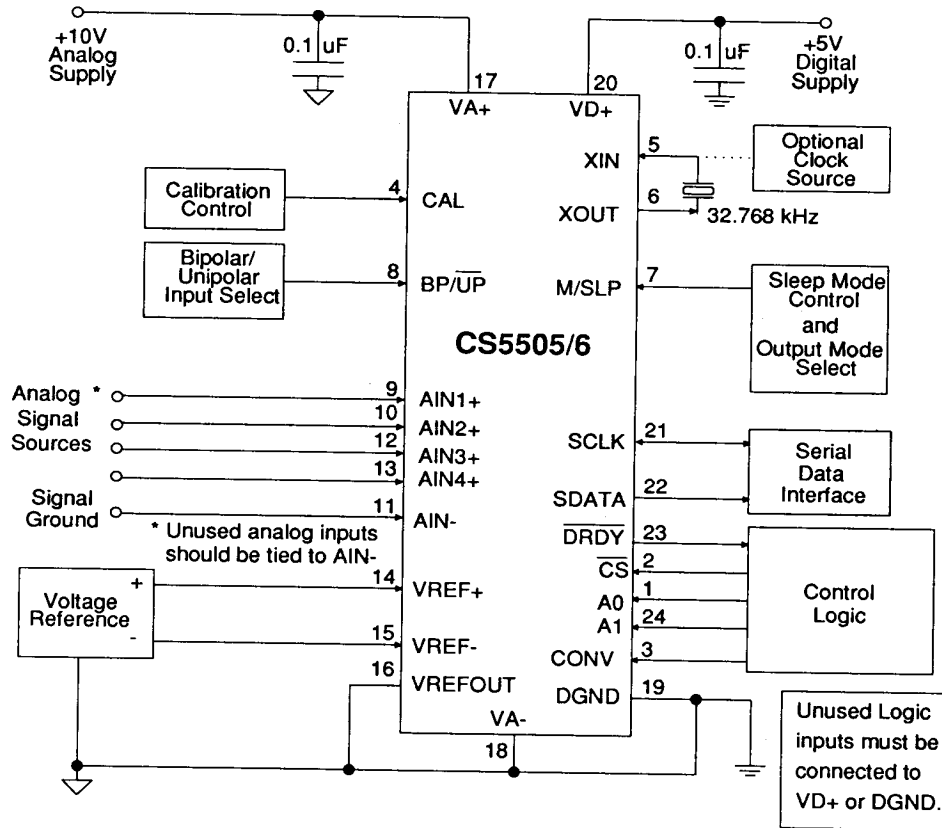 +10V
Analog
Supply
0.1 uF
17
VA+
20
VD+
0.1 uF
+5V
Digital
Supply
Calibration
Control
4
CAL
XIN
5
Optional
Clock
Source
XOUT
6
32.768 kHz
Bipolar/
Unipolar
Input Select
8
BP/UP
M/SLP
7
Sleep Mode
Control
and
Output Mode
Select
CS5505/6
Analog *
Signal
Sources
9
AIN1+
10
AIN2+
12
AIN3+
13
AIN4+
Signal
Ground
11
AIN-
* Unused analog inputs
should be tied to AIN-
SCLK
21
SDATA
22
Serial
Data
Interface
DRDY
23
CS
2
A0
1
A1
24
CONV
3
Control
Logic
Voltage
Reference
+
-
14
VREF+
15
VREF-
16
VREFOUT
DGND
19
VA-
18
Unused Logic
inputs must be
connected to
VD+ or DGND.